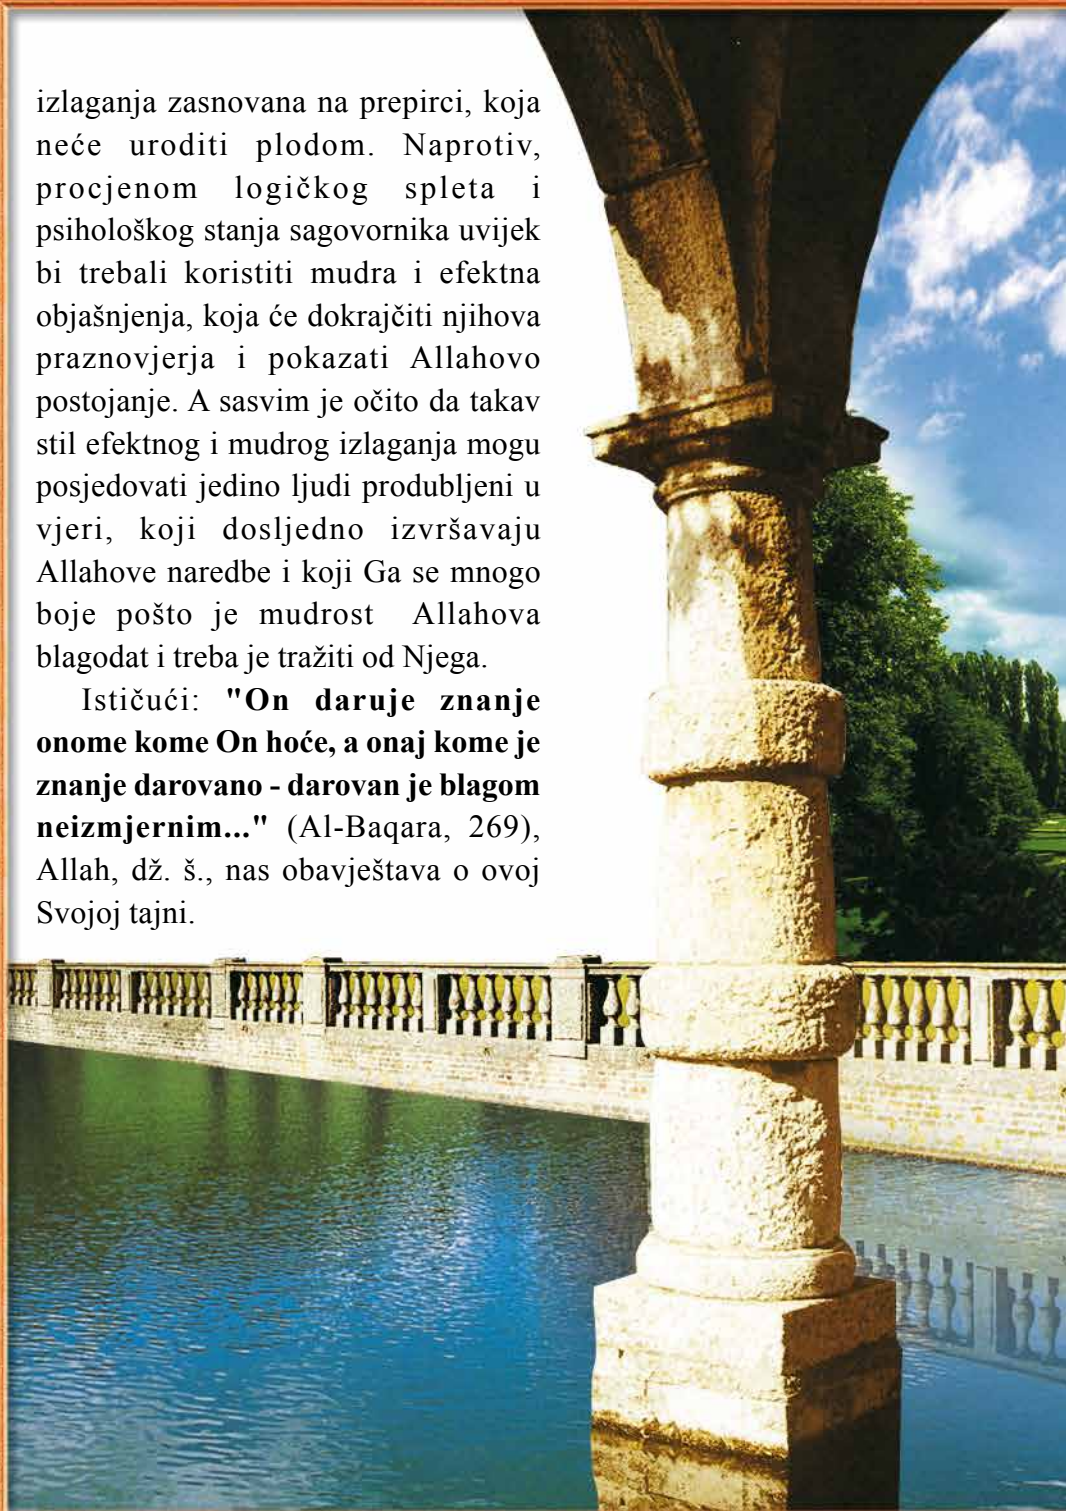 izlaganja zasnovana na prepirci, koja
neće uroditi plodom. Naprotiv,
procjenom logičkog spleta i
psihološkog stanja sagovornika uvijek
bi trebali koristiti mudra i efektna
objašnjenja, koja će dokrajčiti njihova
praznovjerja i pokazati Allahovo
postojanje. A sasvim je očito da takav
stil efektnog i mudrog izlaganja mogu
posjedovati jedino ljudi produbljeni u
vjeri, koji dosljedno izvršavaju
Allahove naredbe i koji Ga se mnogo
boje pošto je mudrost Allahova
blagodat i treba je tražiti od Njega.
Ističući: "On daruje znanje
onome kome On hoće, a onaj kome je
znanje darovano - darovan je blagom
neizmjernim..." (Al-Baqara, 269),
Allah, dž. š., nas obavještava o ovoj
Svojoj tajni.